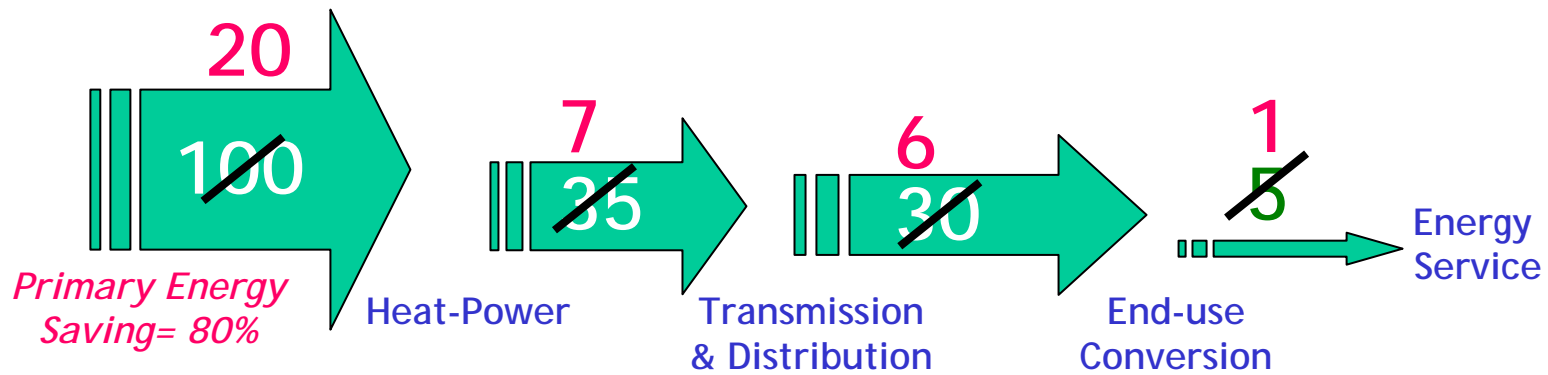 20
100
7
35
6
30
1
5
Energy
Service
Primary Energy
Saving= 80%
Heat-Power
Transmission
& Distribution
End-use
Conversion